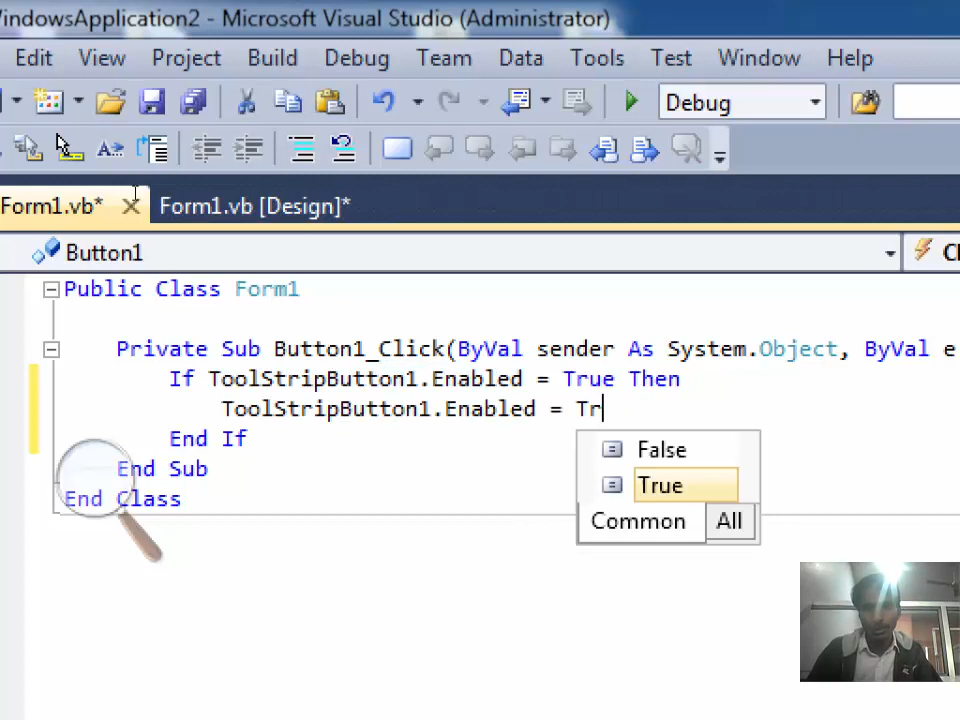 WindowsApplication2 - Microsoft Visual Studio (Administrator)
Edit View Project Build Debug Team Data Tools Test Window Help
Debug
Form1.vb* Form1.vb [Design]*
Button1
Public Class Form1
Private Sub Button1_Click(ByVal sender As System.Object, ByVal e
If ToolStripButton1.Enabled = True Then
ToolStripButton1.Enabled = Tr
End If
End Sub
End Class
False
True
Common All